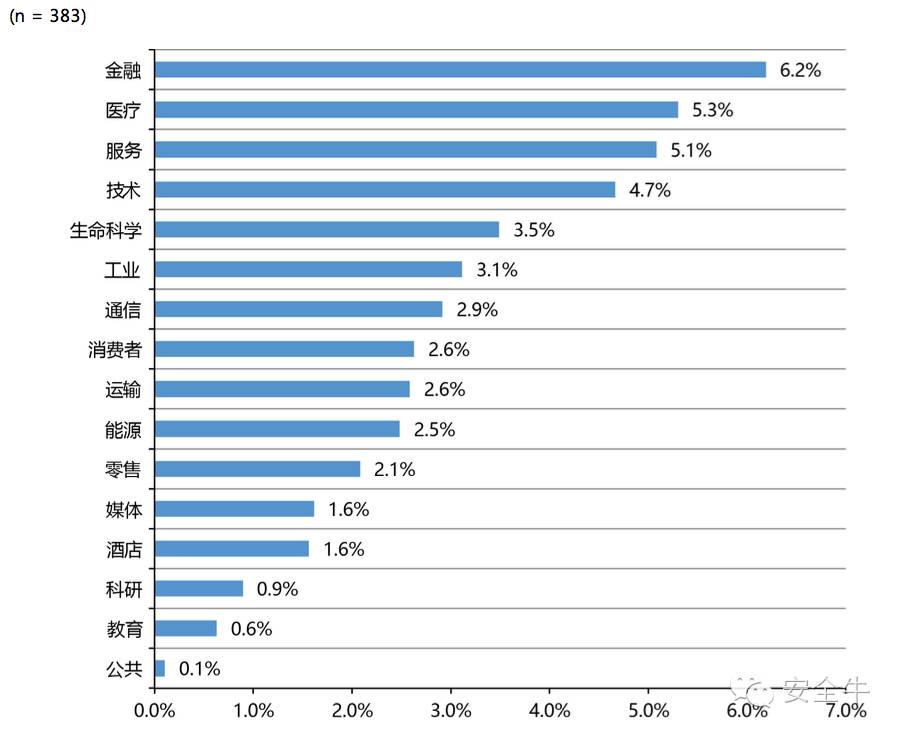 (n = 383)
金融 6.2%
医疗 5.3%
服务 5.1%
技术 4.7%
生命科学 3.5%
工业 3.1%
通信 2.9%
消费者 2.6%
运输 2.6%
能源 2.5%
零售 2.1%
媒体 1.6%
酒店 1.6%
科研 0.9%
教育 0.6%
公共 0.1%
安全牛
0.0% 1.0% 2.0% 3.0% 4.0% 5.0% 6.0% 7.0%